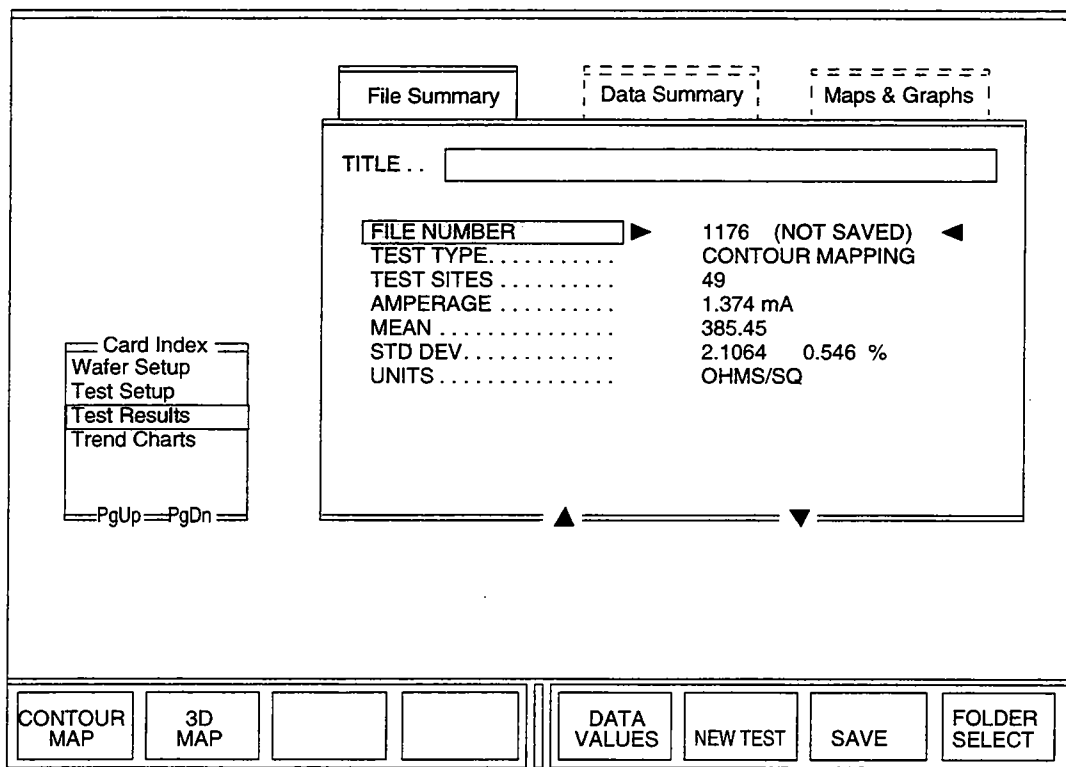 File Summary
Data Summary
Maps & Graphs
TITLE . .
FILE NUMBER 1176 (NOT SAVED)
TEST TYPE. . . . . . . . . . . CONTOUR MAPPING
TEST SITES . . . . . . . . . . 49
AMPERAGE . . . . . . . . . . 1.374 mA
MEAN . . . . . . . . . . . . . . . 385.45
STD DEV. . . . . . . . . . . . . 2.1064 0.546 %
UNITS . . . . . . . . . . . . . . . OHMS/SQ
Card Index
Wafer Setup
Test Setup
Test Results
Trend Charts
PgUp PgDn
CONTOUR
MAP
3D
MAP
DATA
VALUES
NEW TEST
SAVE
FOLDER
SELECT